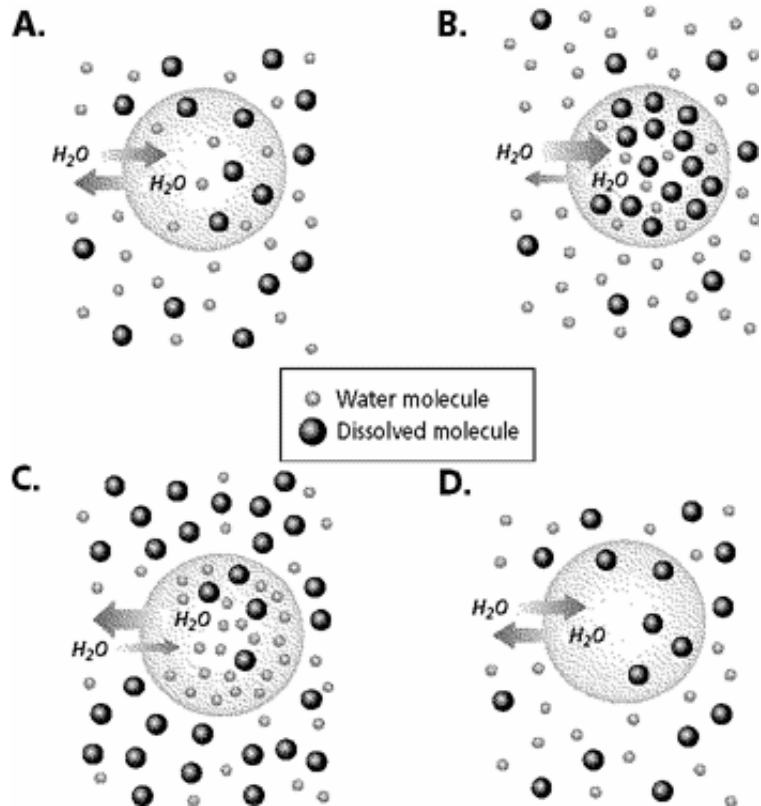 A.
H₂O
H₂O
B.
H₂O
H₂O
Water molecule
Dissolved molecule
C.
H₂O
H₂O
D.
H₂O
H₂O